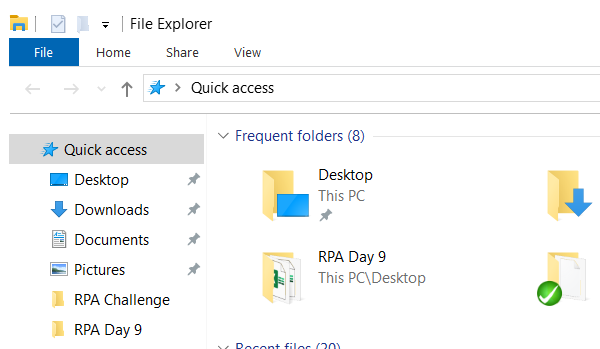 File Explorer
File
Home
Share
View
Quick access
Quick access
Desktop
Downloads
Documents
Pictures
RPA Challenge
RPA Day 9
Frequent folders (8)
Desktop
This PC
RPA Day 9
This PC\Desktop
Recent files (20)